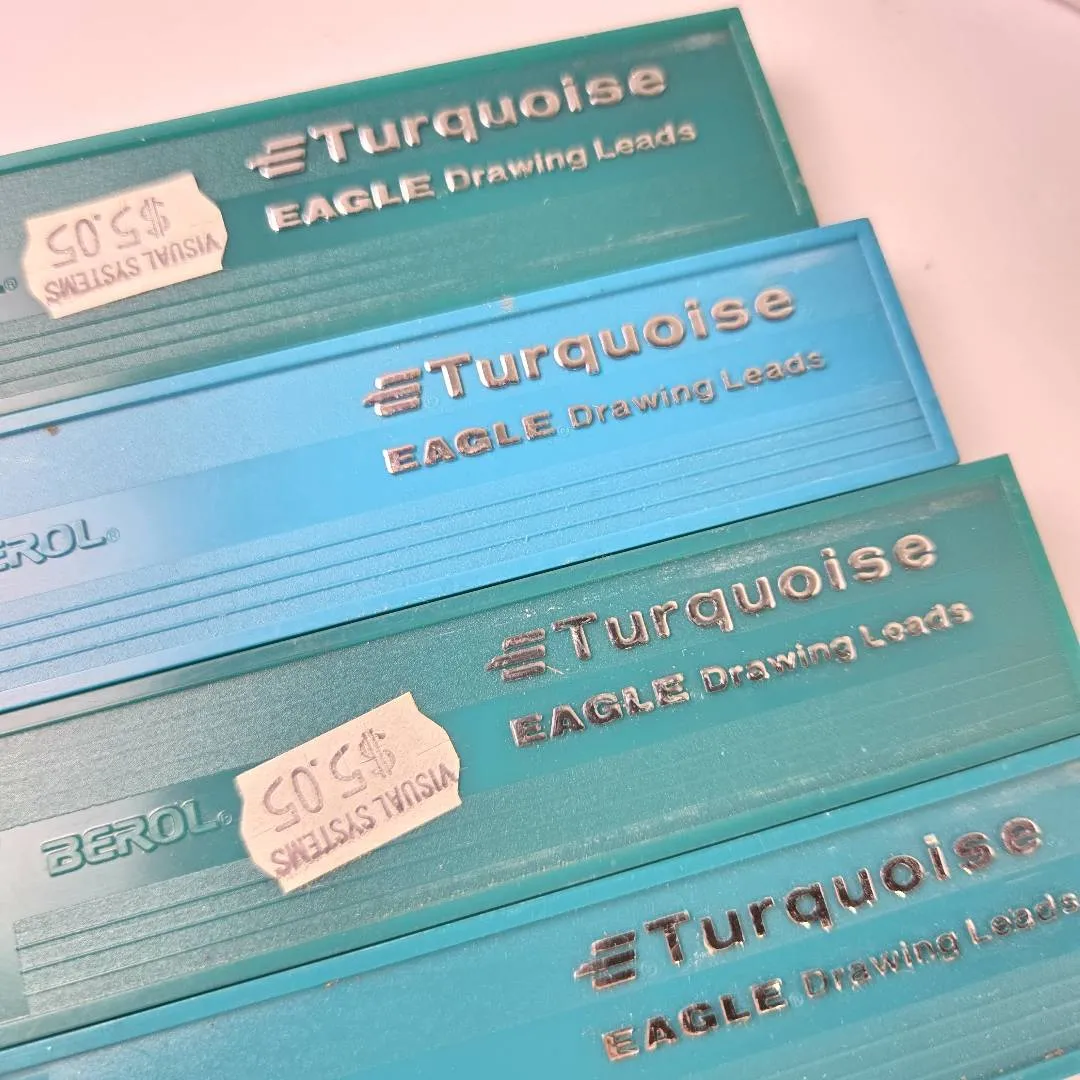 Turquoise
EAGLE Drawing Leads
$5.05
VISUAL SYSTEMS
®
Turquoise
EAGLE® Drawing Leads
EROL®
Turquoise
EAGLE Drawing Leads
BEROL®
$5.05
VISUAL SYSTEMS
Turquoise
EAGLE® Drawing Leads